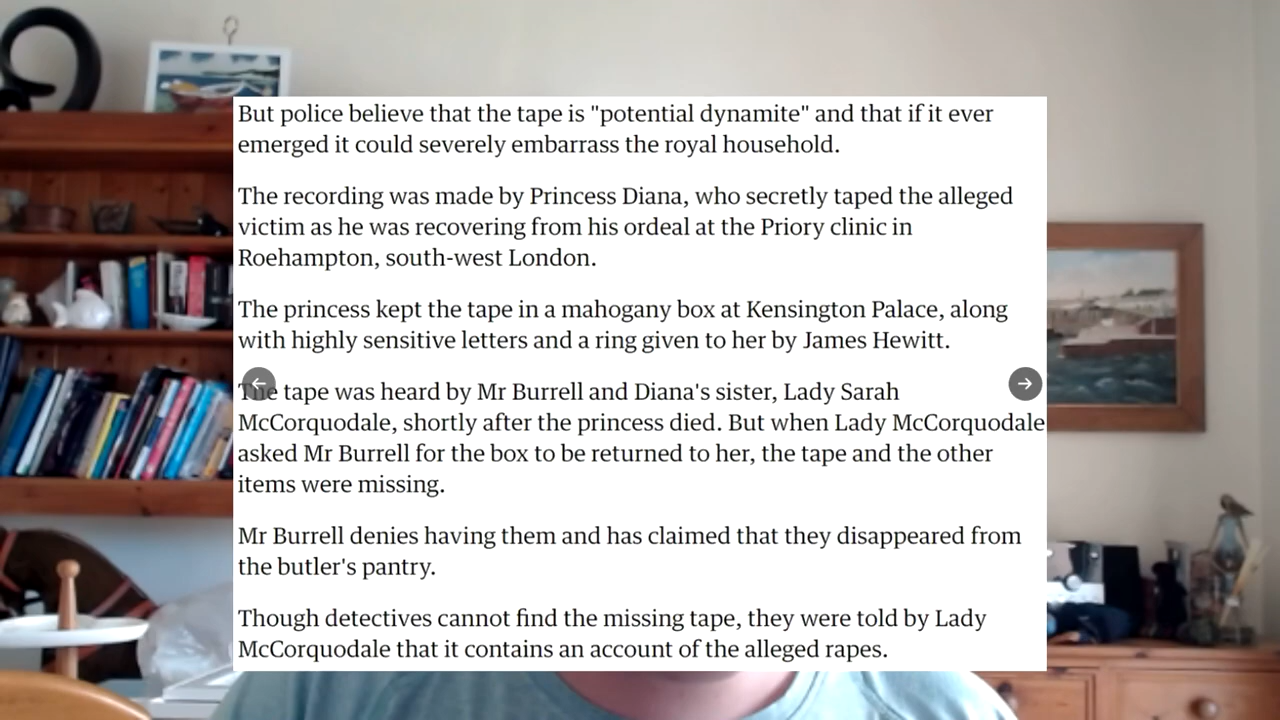 But police believe that the tape is "potential dynamite" and that if it ever
emerged it could severely embarrass the royal household.
The recording was made by Princess Diana, who secretly taped the alleged
victim as he was recovering from his ordeal at the Priory clinic in
Roehampton, south-west London.
The princess kept the tape in a mahogany box at Kensington Palace, along
with highly sensitive letters and a ring given to her by James Hewitt.
The tape was heard by Mr Burrell and Diana's sister, Lady Sarah
McCorquodale, shortly after the princess died. But when Lady McCorquodale
asked Mr Burrell for the box to be returned to her, the tape and the other
items were missing.
Mr Burrell denies having them and has claimed that they disappeared from
the butler's pantry.
Though detectives cannot find the missing tape, they were told by Lady
McCorquodale that it contains an account of the alleged rapes.